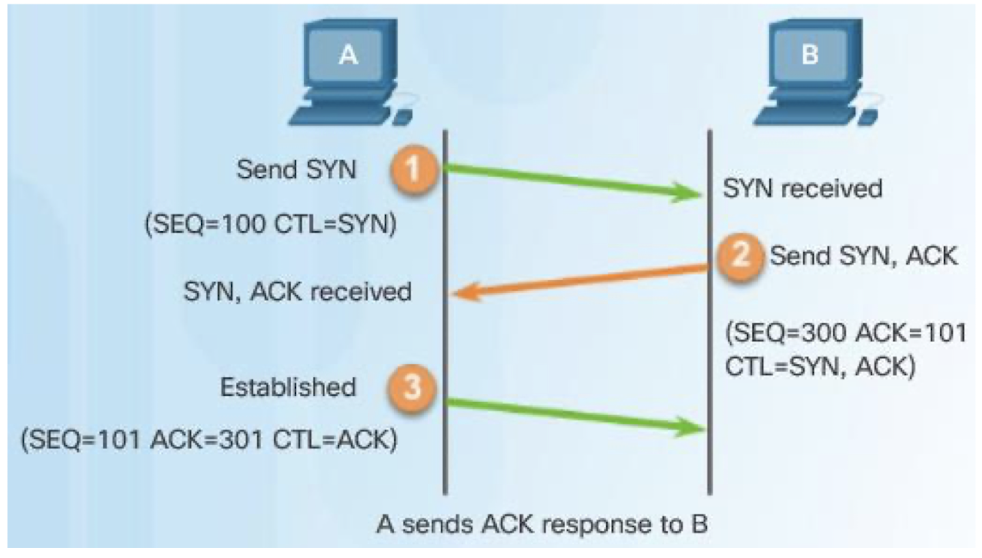 A
B
Send SYN
1
SYN received
(SEQ=100 CTL=SYN)
2
Send SYN, ACK
SYN, ACK received
(SEQ=300 ACK=101
CTL=SYN, ACK)
Established
3
(SEQ=101 ACK=301 CTL=ACK)
A sends ACK response to B